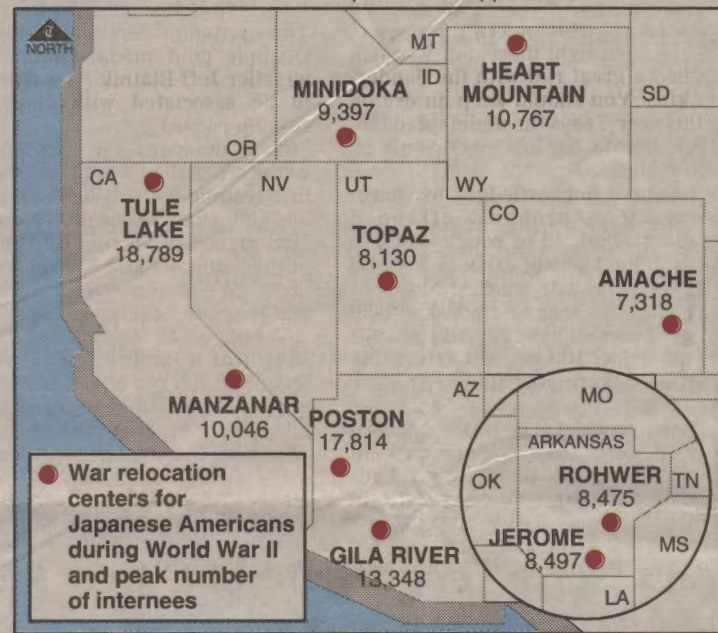 NORTH
MT
ID
HEART
MOUNTAIN
10,767
SD
MINIDOKA
9,397
OR
CA
NV
UT
WY
CO
TULE
LAKE
18,789
TOPAZ
8,130
AMACHE
7,318
MANZANAR
10,046
POSTON
17,814
AZ
GILA RIVER
13,348
MO
ARKANSAS
OK
ROHWER
8,475
TN
JEROME
8,497
MS
LA
War relocation
centers for
Japanese Americans
during World War II
and peak number
of internees